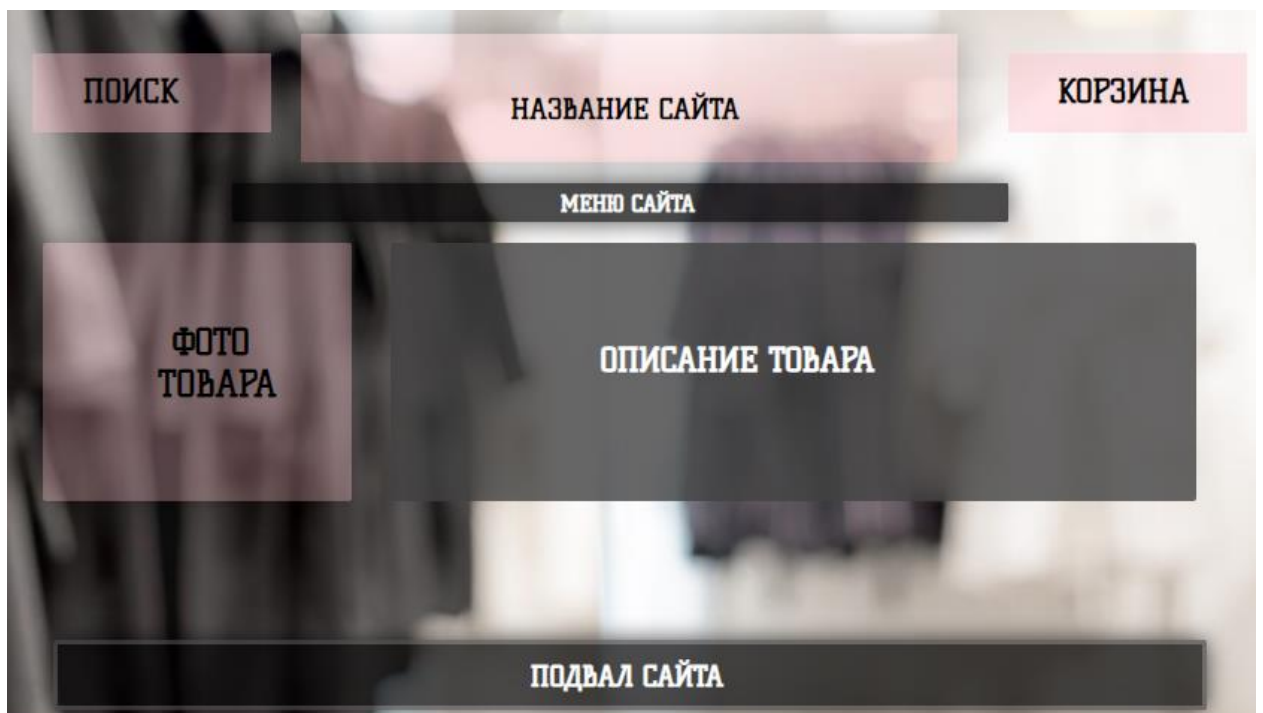 ПОИСК
НАЗВАНИЕ САЙТА
КОРЗИНА
МЕНЮ САЙТА
ФОТО
ТОВАРА
ОПИСАНИЕ ТОВАРА
ПОДВАЛ САЙТА